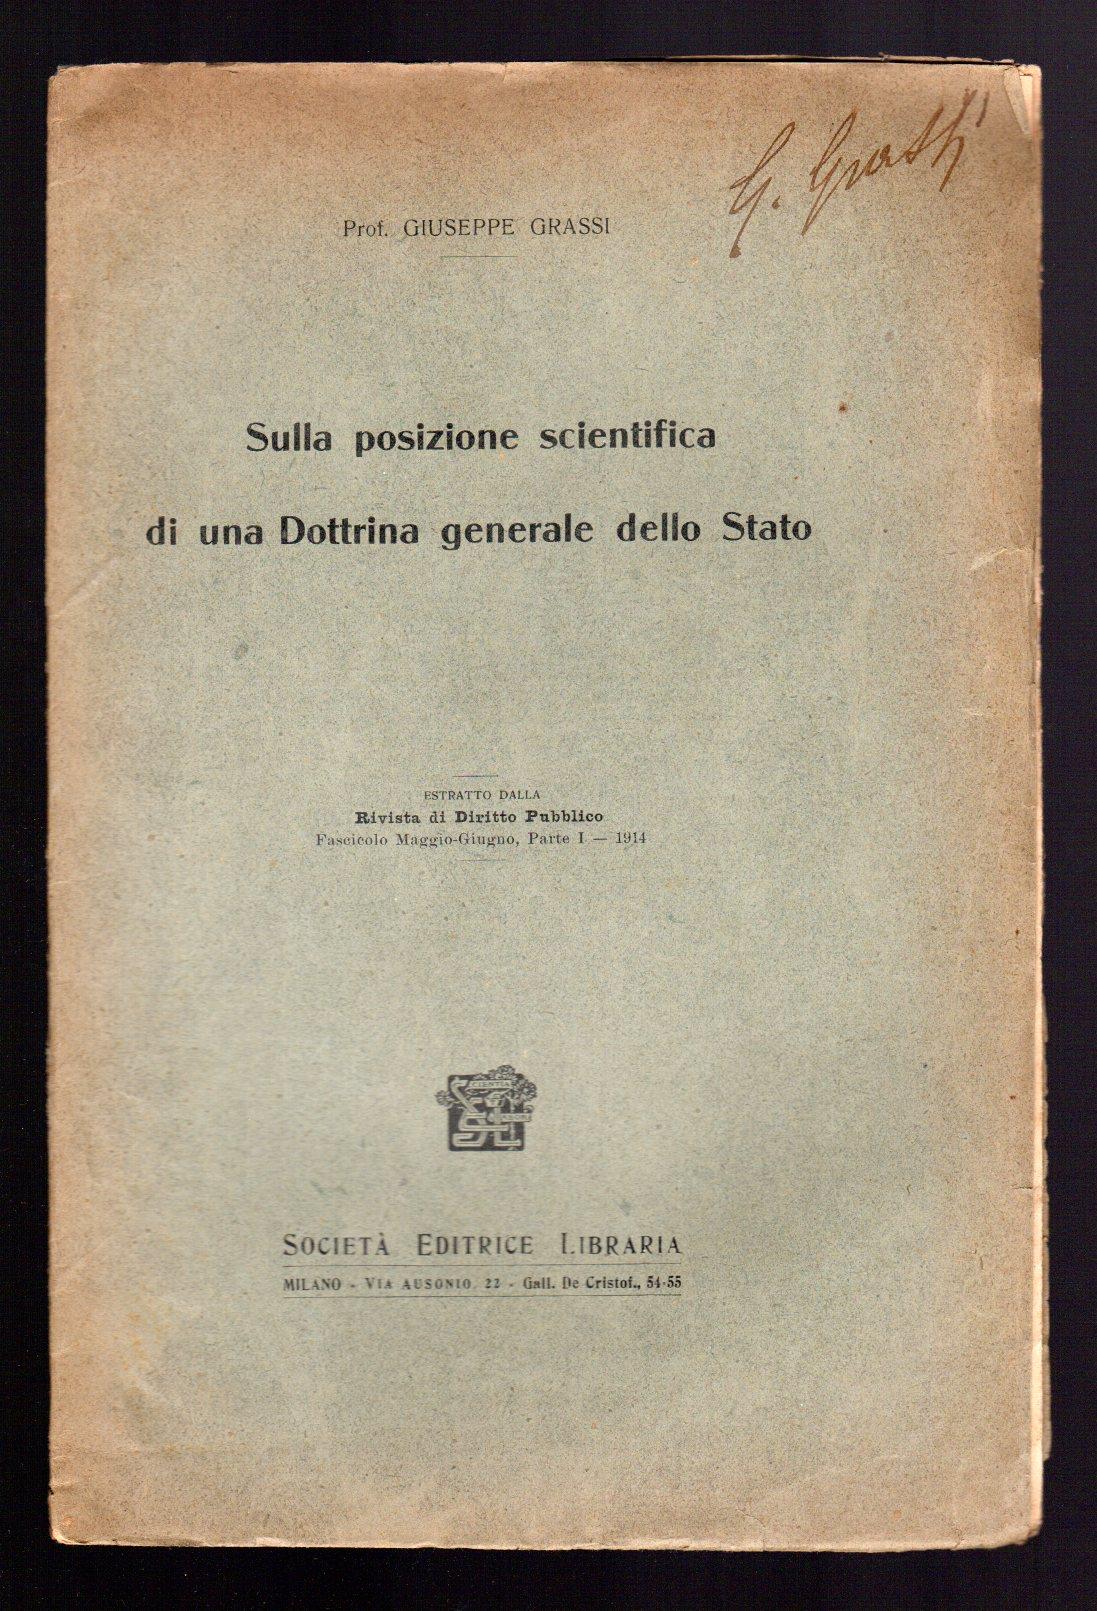 G. Grassi
Prof. GIUSEPPE GRASSI
Sulla posizione scientifica
di una Dottrina generale dello Stato
ESTRATTO DALLA
Rivista di Diritto Pubblico
Fascicolo Maggio-Giugno, Parte I — 1914
SCIENTIA
SOCIETÀ EDITRICE LIBRARIA
MILANO - VIA AUSONIO, 22 - Gall. De Cristof., 54-55